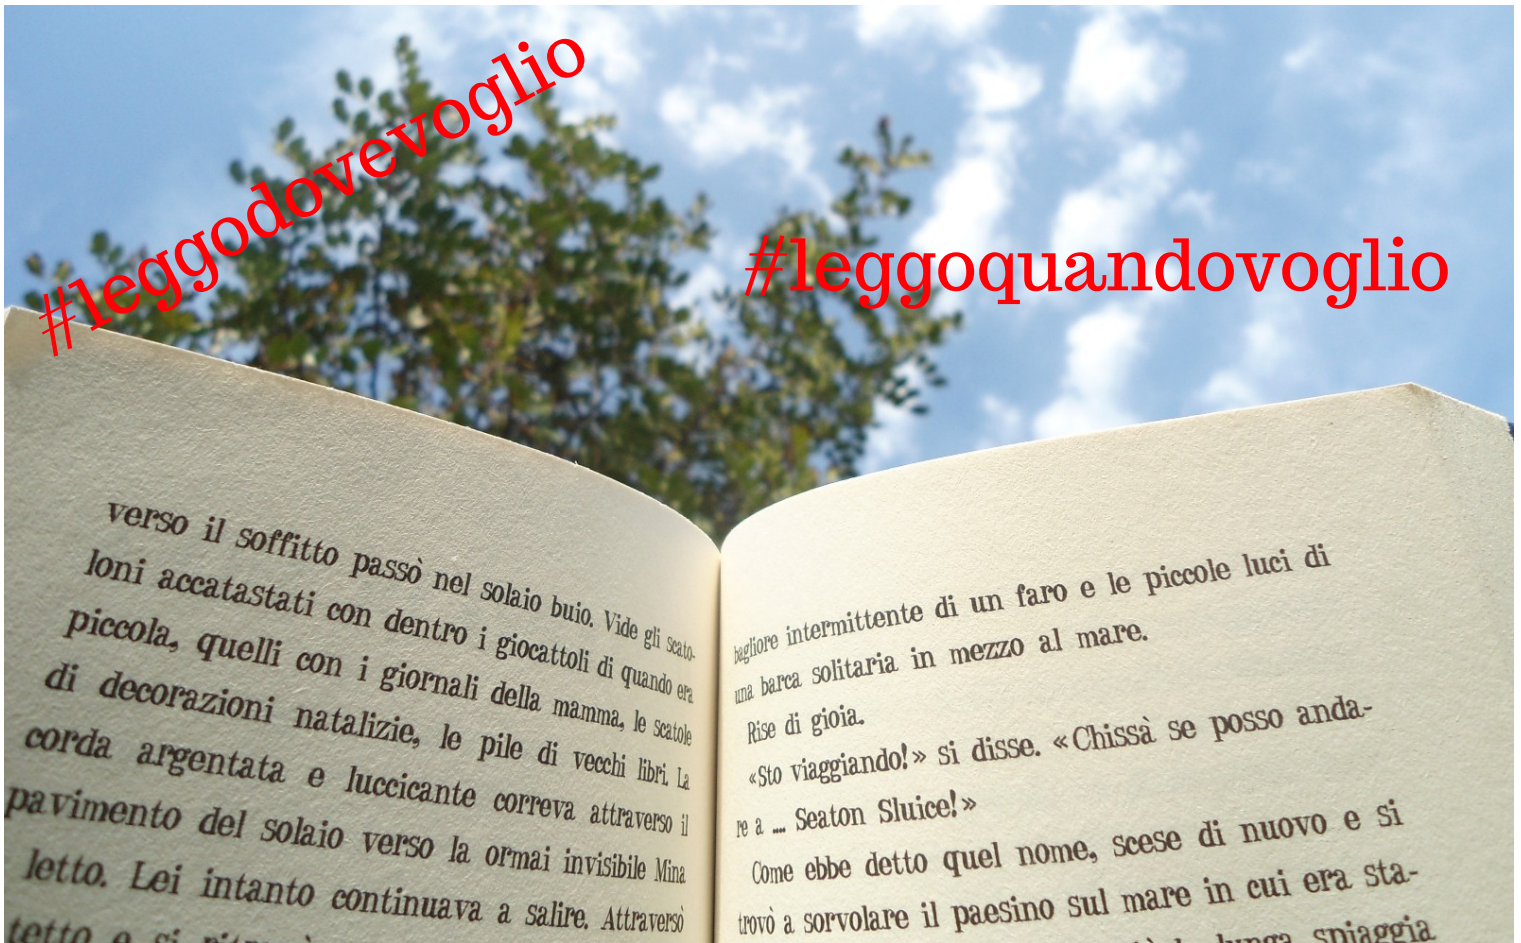 #leggodovevoglio
#leggoquandovoglio
verso il soffitto passò nel solaio buio. Vide gli scato-
loni accatastati con dentro i giocattoli di quando era
piccola, quelli con i giornali della mamma, le scatole
di decorazioni natalizie, le pile di vecchi libri. La
corda argentata e luccicante correva attraverso il
pavimento del solaio verso la ormai invisibile Mina
letto. Lei intanto continuava a salire. Attraversò
tetto e si
bagliore intermittente di un faro e le piccole luci di
una barca solitaria in mezzo al mare.
Rise di gioia.
«Sto viaggiando!» si disse. «Chissà se posso anda-
re a ... Seaton Sluice!»
Come ebbe detto quel nome, scese di nuovo e si
trovò a sorvolare il paesino sul mare in cui era sta-
lunga spiaggia